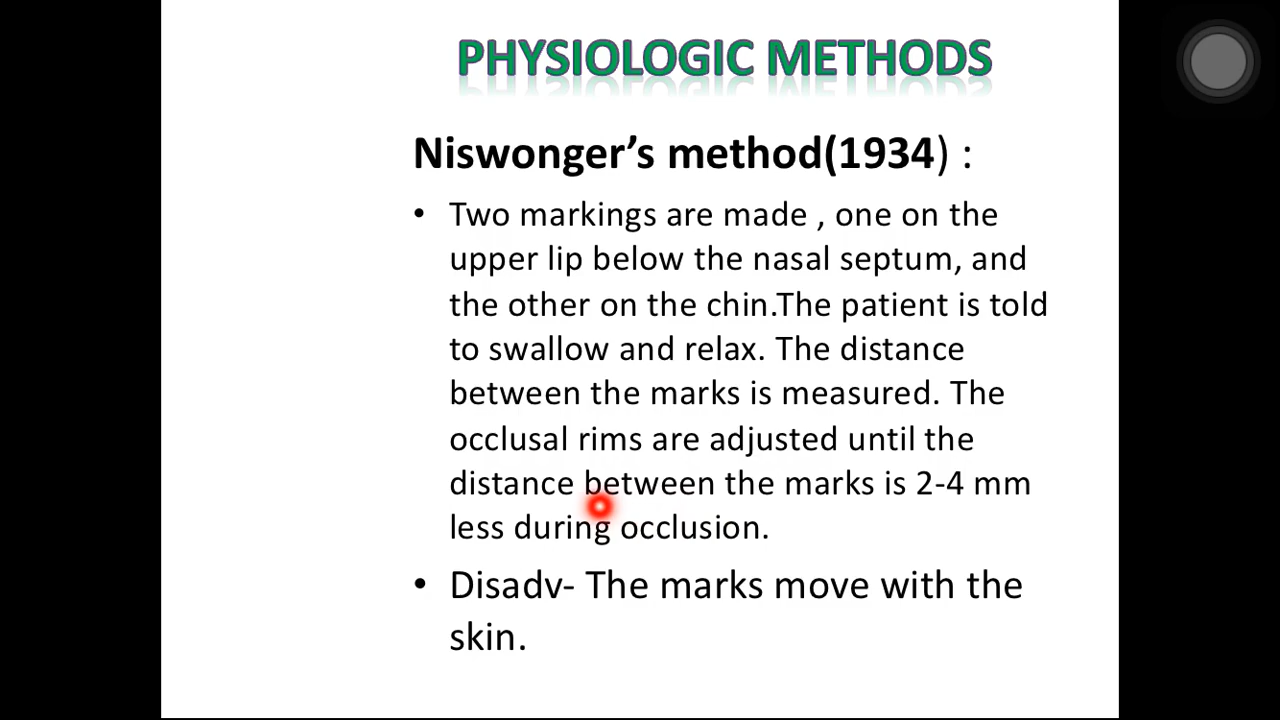 PHYSIOLOGIC METHODS
Niswonger’s method(1934) :
• Two markings are made , one on the
upper lip below the nasal septum, and
the other on the chin.The patient is told
to swallow and relax. The distance
between the marks is measured. The
occlusal rims are adjusted until the
distance between the marks is 2-4 mm
less during occlusion.
• Disadv- The marks move with the
skin.